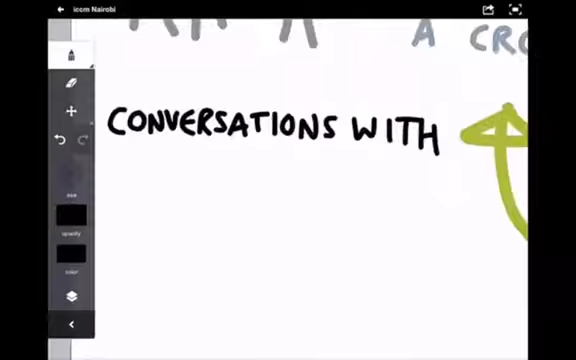 iccm Nairobi
A CRO
CONVERSATIONS WITH
size
opacity
color